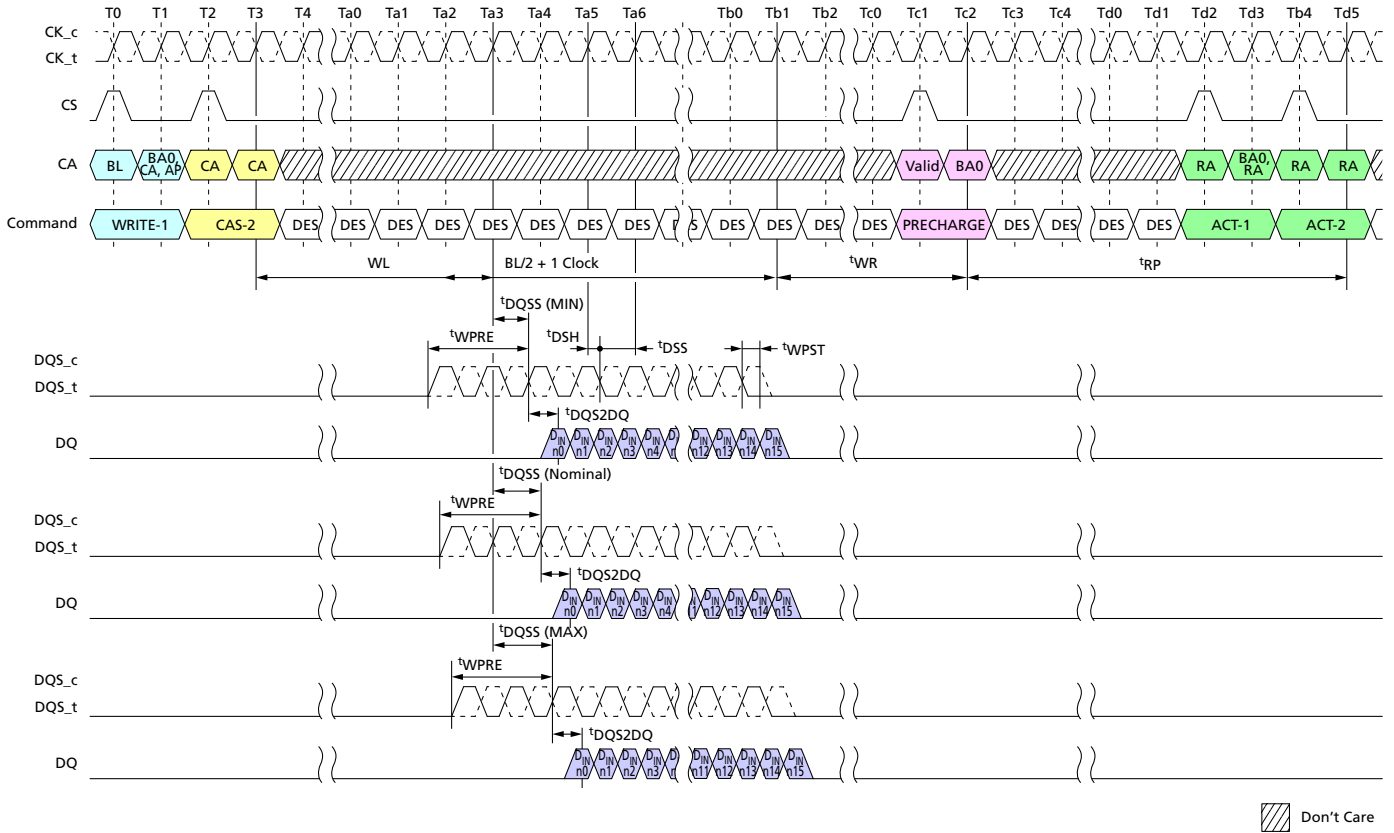 T0 T1 T2 T3 T4 Ta0 Ta1 Ta2 Ta3 Ta4 Ta5 Ta6 Tb0 Tb1 Tb2 Tc0 Tc1 Tc2 Tc3 Tc4 Td0 Td1 Td2 Td3 Tb4 Td5
CK_c
CK_t
CS
CA BL BA0, CA, AP CA CA Valid BA0 RA BA0, RA RA RA
Command WRITE-1 CAS-2 DES DES DES DES DES DES DES DES DES DES DES DES PRECHARGE DES DES DES DES ACT-1 ACT-2
WL BL/2 + 1 Clock tWR tRP
tDQSS (MIN)
tWPRE tDSH tDSS tWPST
DQS_c
DQS_t
tDQS2DQ
DQ DIN n0 DIN n1 DIN n2 DIN n3 DIN n4 DIN n12 DIN n13 DIN n14 DIN n15
tDQSS (Nominal)
tWPRE
DQS_c
DQS_t
tDQS2DQ
DQ DIN n0 DIN n1 DIN n2 DIN n3 DIN n4 DIN n12 DIN n13 DIN n14 DIN n15
tDQSS (MAX)
tWPRE
DQS_c
DQS_t
tDQS2DQ
DQ DIN n0 DIN n1 DIN n2 DIN n3 DIN n11 DIN n12 DIN n13 DIN n14 DIN n15
Don't Care